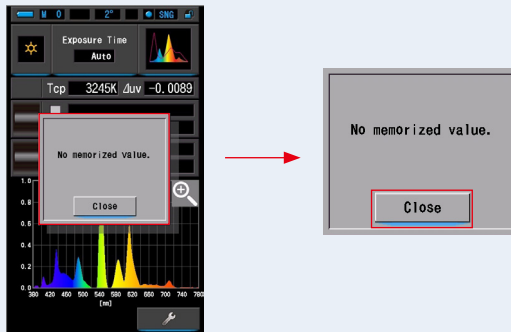 M 0 2° SNG
Exposure Time
Auto
Tcp 3245K ⊿uv -0.0089
No memorized value.
Close
1.0
0.8
0.6
0.4
0.2
0.0
380 420 460 500 540 580 620 660 700 740 780
[nm]
No memorized value.
Close